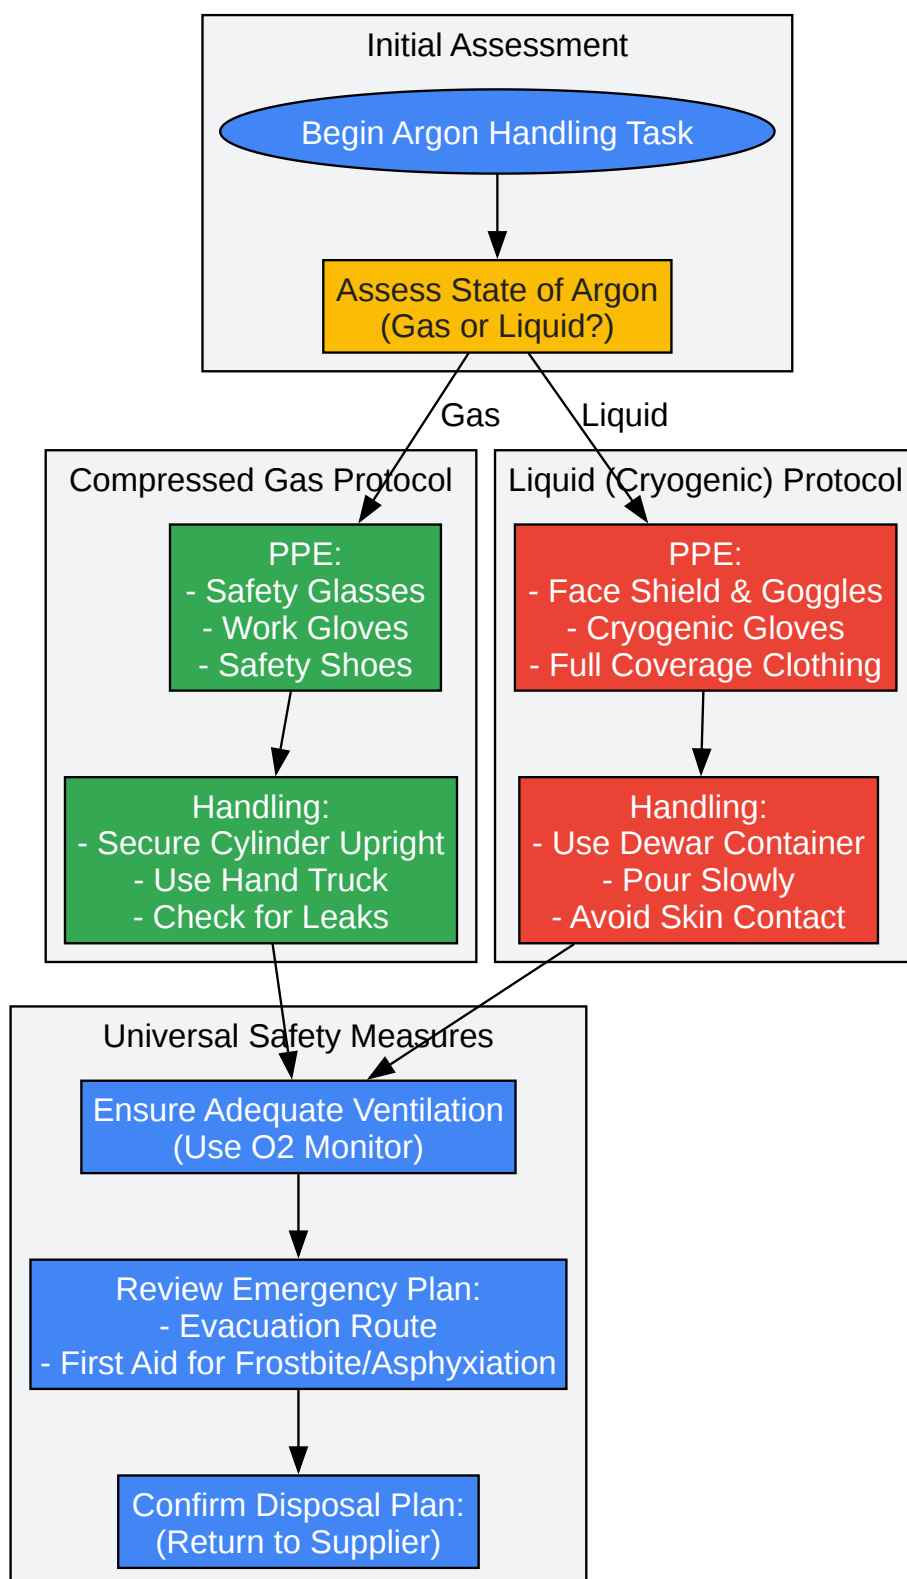 Initial Assessment
Begin Argon Handling Task
Assess State of Argon
(Gas or Liquid?)
Gas
Liquid
Compressed Gas Protocol
PPE:
- Safety Glasses
- Work Gloves
- Safety Shoes
Handling:
- Secure Cylinder Upright
- Use Hand Truck
- Check for Leaks
Liquid (Cryogenic) Protocol
PPE:
- Face Shield & Goggles
- Cryogenic Gloves
- Full Coverage Clothing
Handling:
- Use Dewar Container
- Pour Slowly
- Avoid Skin Contact
Universal Safety Measures
Ensure Adequate Ventilation
(Use O2 Monitor)
Review Emergency Plan:
- Evacuation Route
- First Aid for Frostbite/Asphyxiation
Confirm Disposal Plan:
(Return to Supplier)